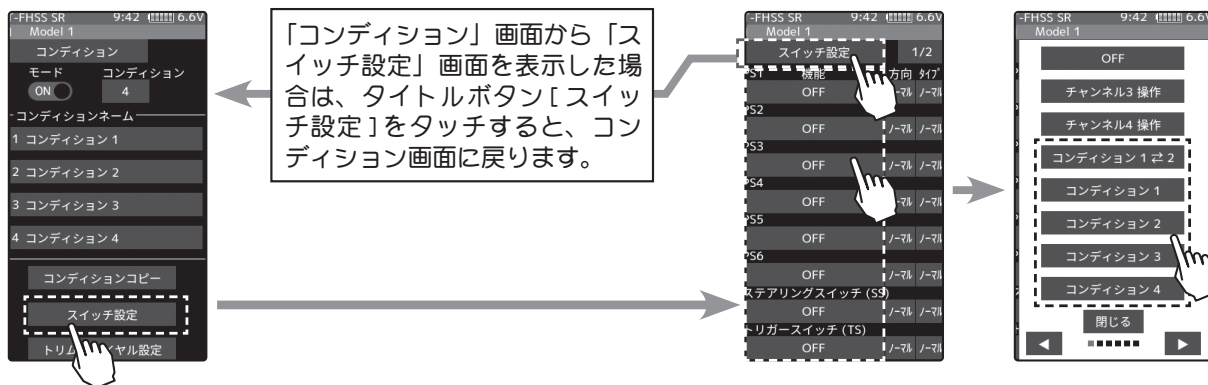 -FHSS SR 9:42 6.6V
Model 1
コンディション
モード コンディション
ON 4
コンディションネーム
1 コンディション 1
2 コンディション 2
3 コンディション 3
4 コンディション 4
コンディションコピー
スイッチ設定
トリム ヤル設定
「コンディション」画面から「ス
イッチ設定」画面を表示した場
合は、タイトルボタン[ スイッ
チ設定 ]をタッチすると、コン
ディション画面に戻ります。
-FHSS SR 9:42 6.6V
Model 1
スイッチ設定 1/2
PS1 機能 方向 タイプ
OFF ノーマル ノーマル
PS2
OFF ノーマル ノーマル
PS3
OFF ノーマル ノーマル
PS4
OFF ノーマル ノーマル
PS5
OFF ノーマル ノーマル
PS6
OFF ノーマル ノーマル
ステアリングスイッチ (SS)
OFF ノーマル ノーマル
トリガースイッチ (TS)
OFF ノーマル ノーマル
-FHSS SR 9:42 6.6V
Model 1
OFF
チャンネル3 操作
チャンネル4 操作
コンディション 1 ⇄ 2
コンディション 1
コンディション 2
コンディション 3
コンディション 4
閉じる